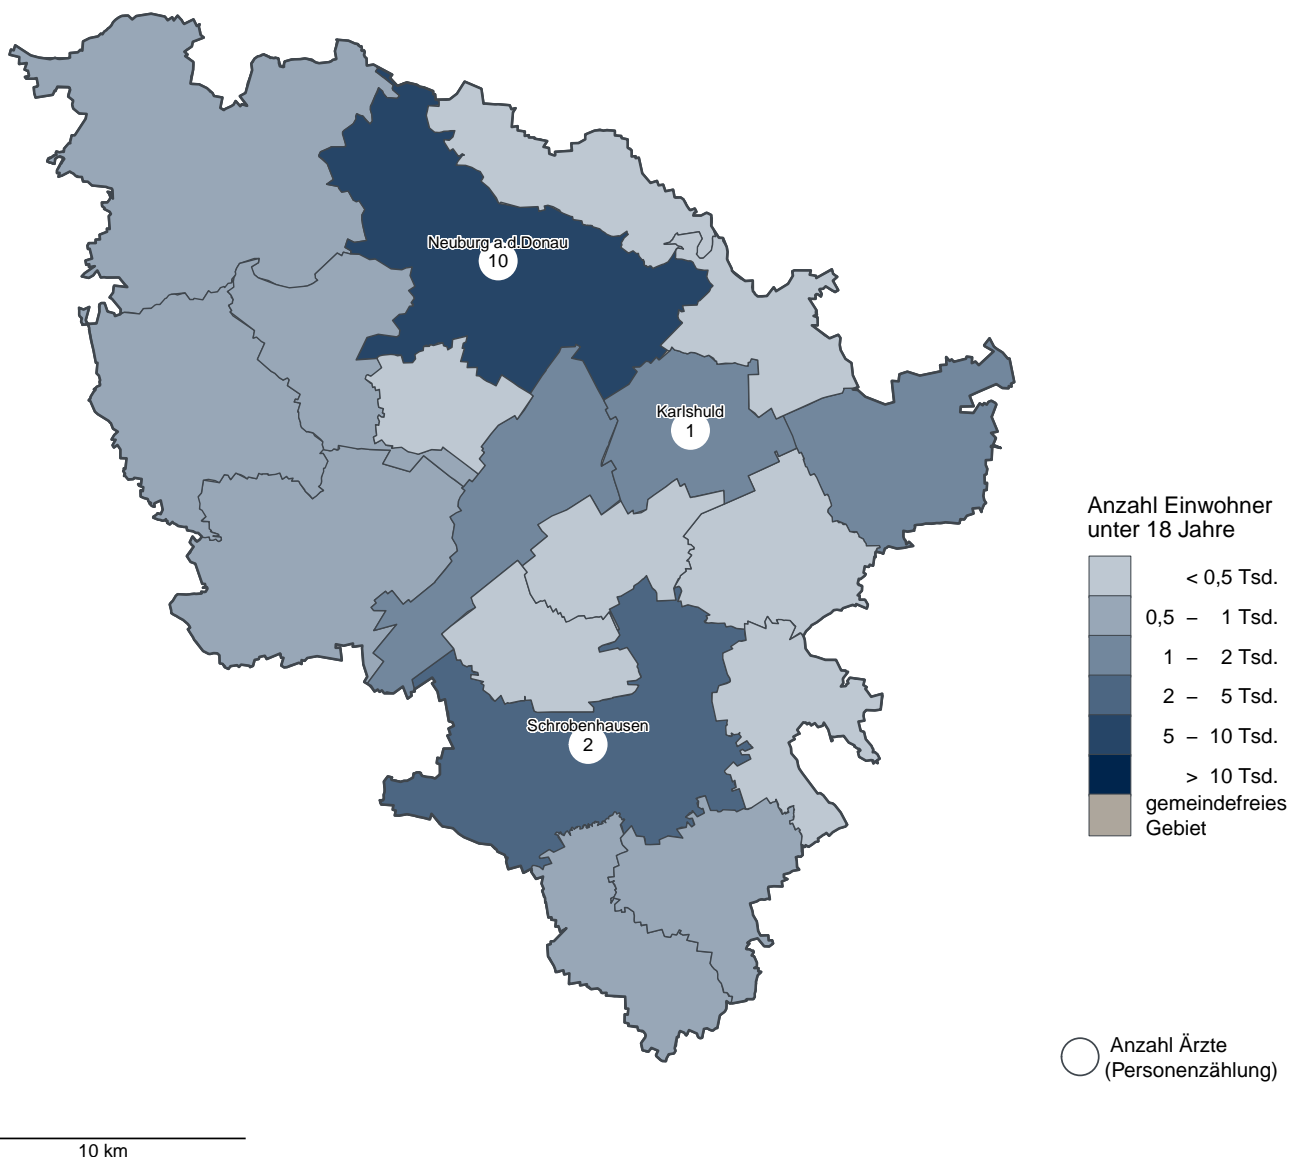 Neuburg a.d.Donau
10
Karlshuld
1
Schrobenhausen
2
Anzahl Einwohner
unter 18 Jahre
< 0,5 Tsd.
0,5 – 1 Tsd.
1 – 2 Tsd.
2 – 5 Tsd.
5 – 10 Tsd.
> 10 Tsd.
gemeindefreies
Gebiet
Anzahl Ärzte
(Personenzählung)
10 km